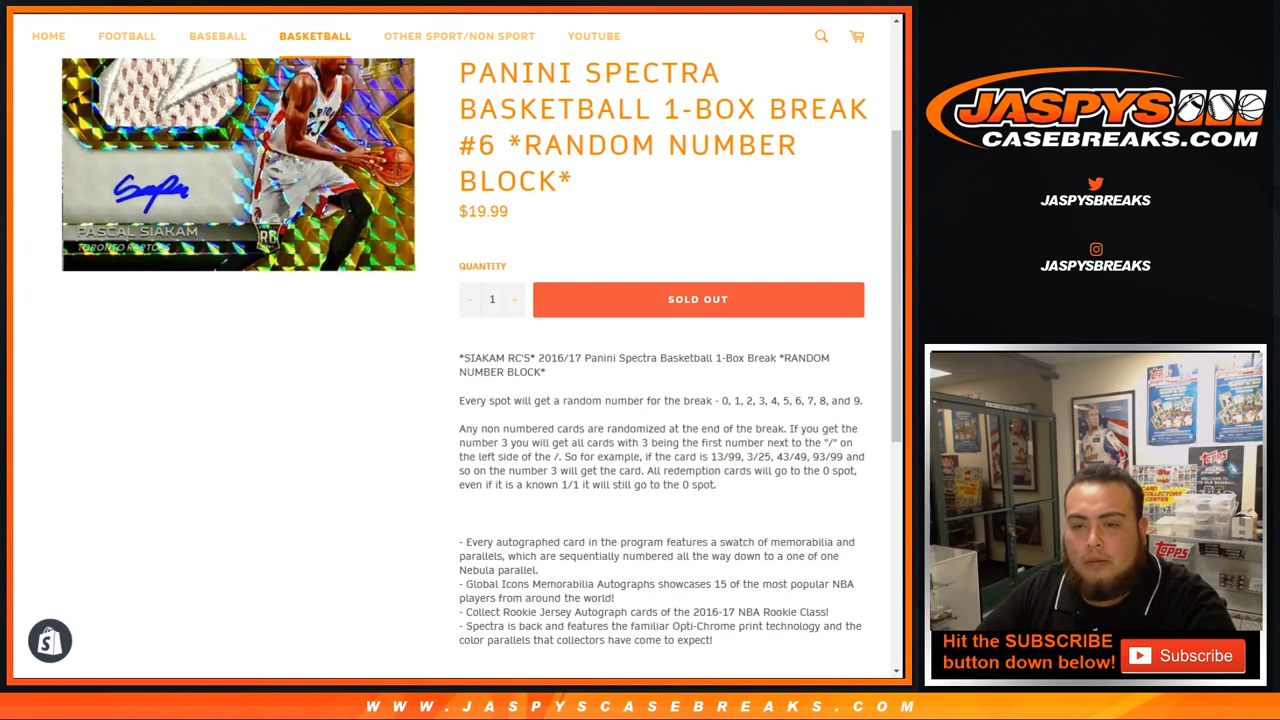 HOME FOOTBALL BASEBALL BASKETBALL OTHER SPORT/NON SPORT YOUTUBE
PANINI SPECTRA
BASKETBALL 1-BOX BREAK
#6 *RANDOM NUMBER
BLOCK*
$19.99
QUANTITY
− 1 +
SOLD OUT
*SIAKAM RC'S* 2016/17 Panini Spectra Basketball 1-Box Break *RANDOM
NUMBER BLOCK*
Every spot will get a random number for the break - 0, 1, 2, 3, 4, 5, 6, 7, 8, and 9.
Any non numbered cards are randomized at the end of the break. If you get the
number 3 you will get all cards with 3 being the first number next to the "/" on
the left side of the /. So for example, if the card is 13/99, 3/25, 43/49, 93/99 and
so on the number 3 will get the card. All redemption cards will go to the 0 spot,
even if it is a known 1/1 it will still go to the 0 spot.
- Every autographed card in the program features a swatch of memorabilia and
parallels, which are sequentially numbered all the way down to a one of one
Nebula parallel.
- Global Icons Memorabilia Autographs showcases 15 of the most popular NBA
players from around the world!
- Collect Rookie Jersey Autograph cards of the 2016-17 NBA Rookie Class!
- Spectra is back and features the familiar Opti-Chrome print technology and the
color parallels that collectors have come to expect!
PASCAL SIAKAM
TORONTO RAPTORS
RC
JASPYS
CASEBREAKS.COM
JASPYSBREAKS
JASPYSBREAKS
TOPPS
CARD
COLLECTORS
CENTER
TOPPS
TOPPS
Hit the SUBSCRIBE
button down below!
Subscribe
WWW.JASPYSCASEBREAKS.COM